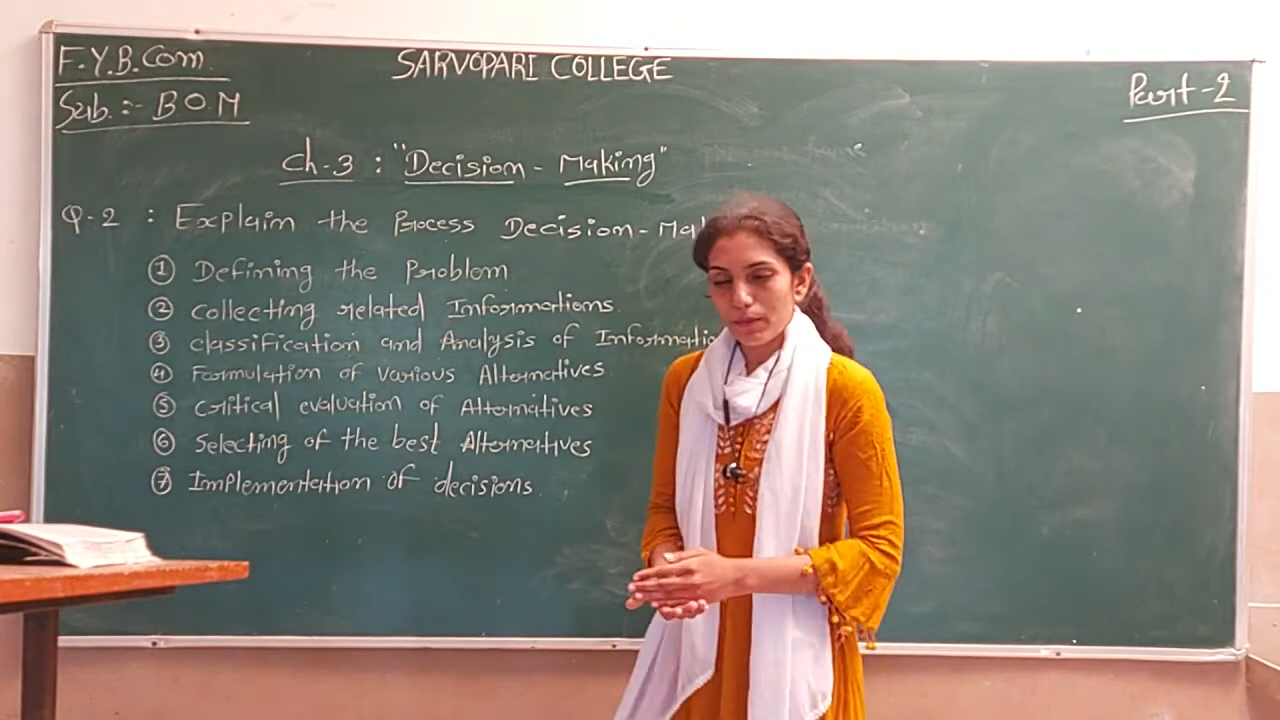 F.Y.B.Com.
SARVOPARI COLLEGE
Sub. :- B O M
Part-2
Ch-3 : "Decision - Making"
Q-2 : Explain the Process Decision-Mak
① Defining the Problem
② Collecting related Informations.
③ Classification and Analysis of Informatio
④ Formulation of Various Alternatives
⑤ Critical evaluation of Alternatives
⑥ Selecting of the best Alternatives
⑦ Implementation of decisions.